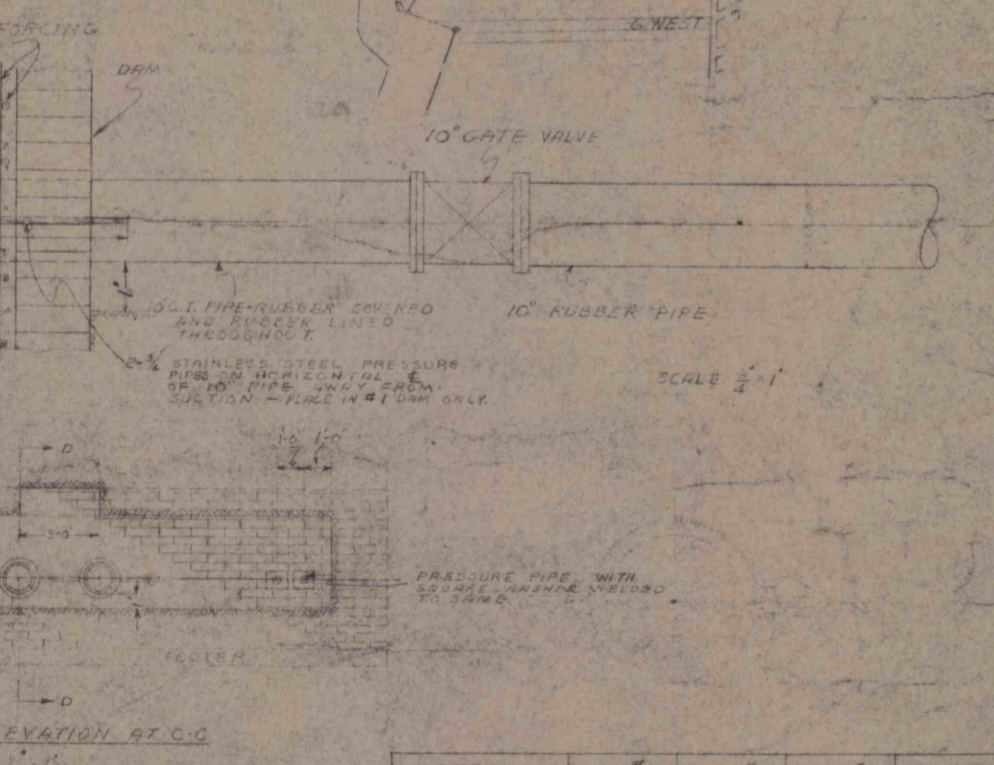 FORCING
DAM
6 WEST
10" GATE VALVE
1'
10" C.I. PIPE-RUBBER COVERED
AND RUBBER LINED
THROUGHOUT.
10" RUBBER PIPE
2-3/4 STAINLESS STEEL PRESSURE
PIPES ON HORIZONTAL ℄
OF 10" PIPE AWAY FROM
SUCTION - PLACE IN #1 DAM ONLY.
SCALE 3/4"=1'
1'-0 1'-0"
D
3-0
PRESSURE PIPE WITH
SQUARE WASHER WELDED
TO SAME
FOOTER
D
EVATION AT C-C